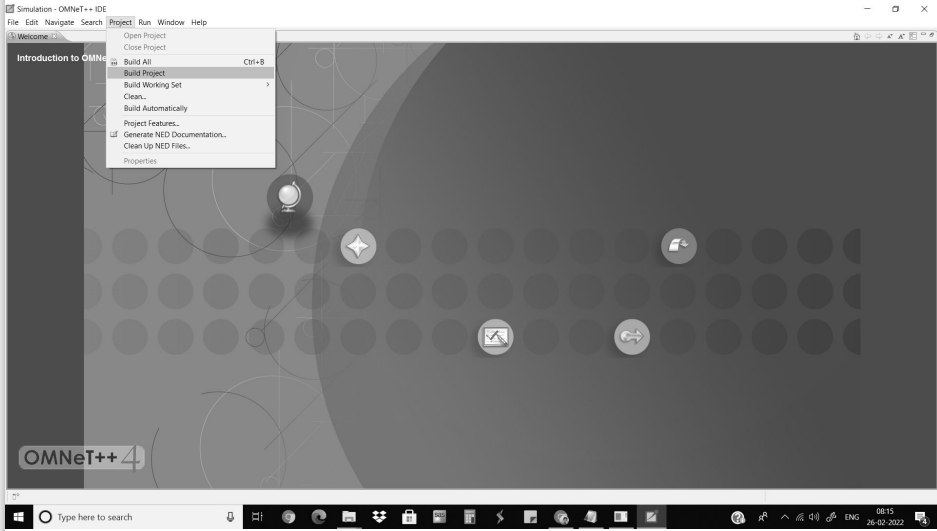 Simulation - OMNeT++ IDE
File Edit Navigate Search Project Run Window Help
Welcome
Introduction to OMNe
Open Project
Close Project
Build All Ctrl+B
Build Project
Build Working Set
Clean...
Build Automatically
Project Features...
Generate NED Documentation...
Clean Up NED Files...
Properties
OMNeT++ 4
Type here to search
ENG
08:15
26-02-2022